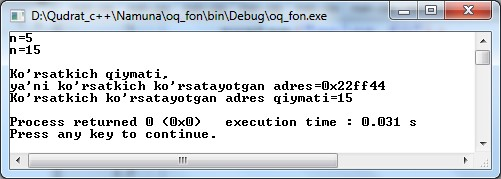 D:\Qudrat_c++\Namuna\oq_fon\bin\Debug\oq_fon.exe
n=5
n=15
Ko'rsatkich qiymati,
ya'ni ko'rsatkich ko'rsatayotgan adres=0x22ff44
Ko'rsatkich ko'rsatayotgan adres qiymati=15
Process returned 0 (0x0)   execution time : 0.031 s
Press any key to continue.